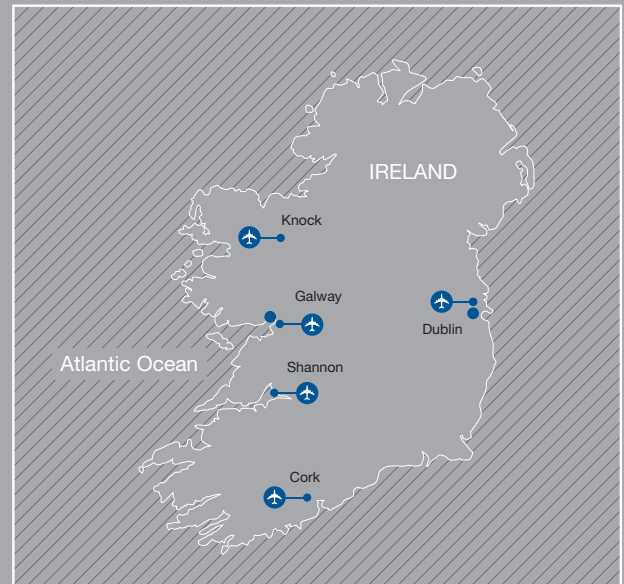 IRELAND
Knock
Galway
Dublin
Atlantic Ocean
Shannon
Cork